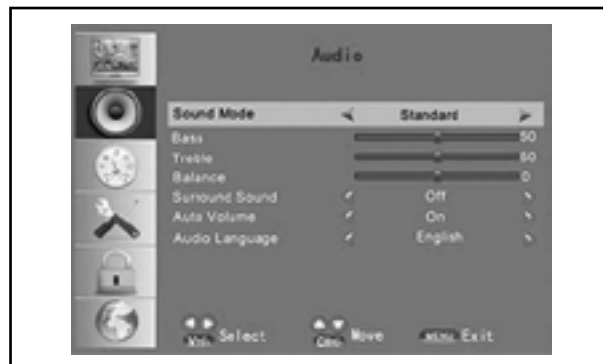 Audio
Sound Mode Standard
Bass 50
Treble 50
Balance 0
Surround Sound Off
Auto Volume On
Audio Language English
Select Move MENU Exit